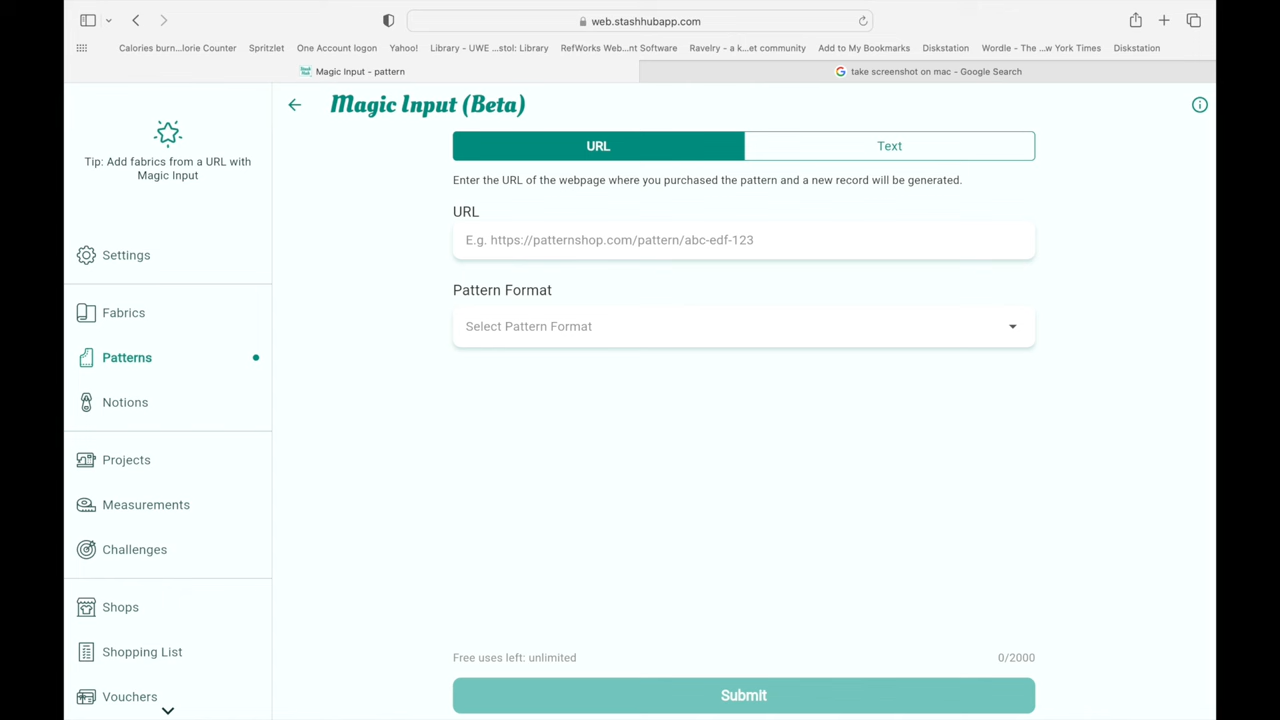 web.stashhubapp.com
Calories burn...lorie Counter
Spritzlet
One Account logon
Yahoo!
Library - UWE ...stol: Library
RefWorks Web...nt Software
Ravelry - a k...et community
Add to My Bookmarks
Diskstation
Wordle - The ...w York Times
Diskstation
Magic Input - pattern
take screenshot on mac - Google Search
Magic Input (Beta)
Tip: Add fabrics from a URL with
Magic Input
Settings
Fabrics
Patterns
Notions
Projects
Measurements
Challenges
Shops
Shopping List
Vouchers
URL
Text
Enter the URL of the webpage where you purchased the pattern and a new record will be generated.
URL
E.g. https://patternshop.com/pattern/abc-edf-123
Pattern Format
Select Pattern Format
Free uses left: unlimited
0/2000
Submit